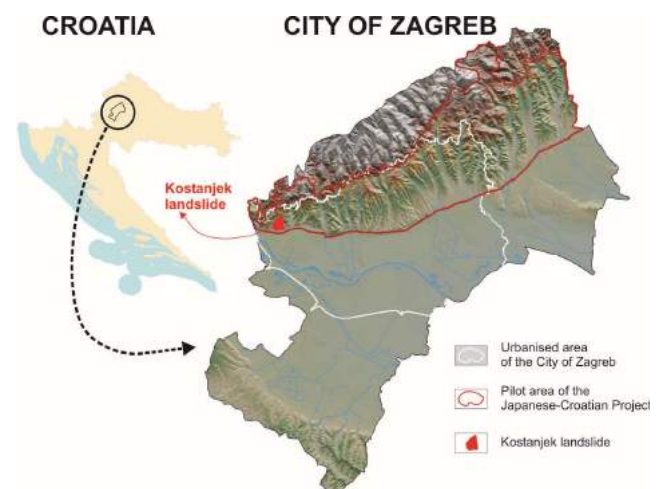 CROATIA
CITY OF ZAGREB
Kostanjek
landslide
Urbanised area
of the City of Zagreb
Pilot area of the
Japanese-Croatian Project
Kostanjek landslide